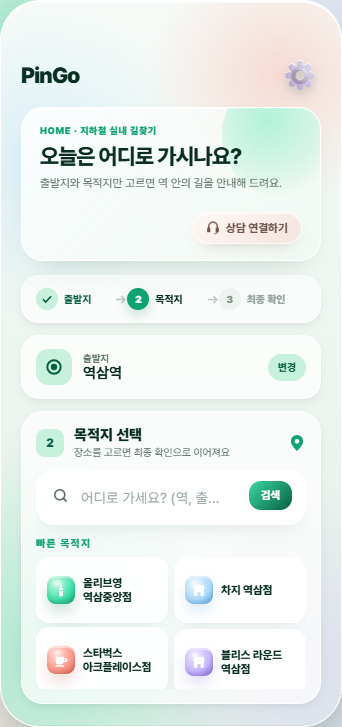 PinGo
HOME · 지하철 실내 길찾기
오늘은 어디로 가시나요?
출발지와 목적지만 고르면 역 안의 길을 안내해 드려요.
상담 연결하기
출발지 → 2 목적지 → 3 최종 확인
출발지
역삼역
변경
2
목적지 선택
장소를 고르면 최종 확인으로 이어져요
어디로 가세요? (역, 출...
검색
빠른 목적지
올리브영
역삼중앙점
차지 역삼점
스타벅스
아크플레이스점
블리스 라운드
역삼점